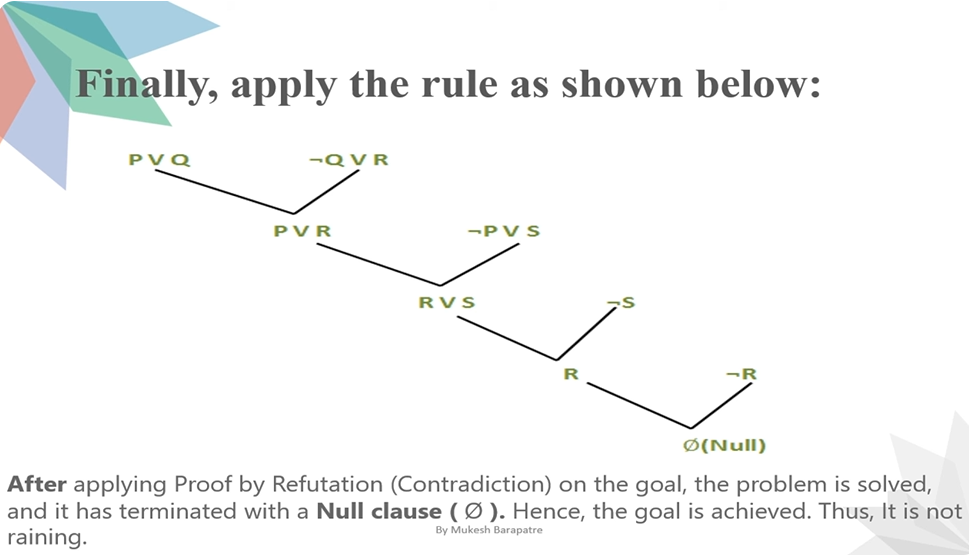 Finally, apply the rule as shown below:
P V Q ¬Q V R
P V R ¬P V S
R V S ¬S
R ¬R
Ø(Null)
After applying Proof by Refutation (Contradiction) on the goal, the problem is solved,
and it has terminated with a Null clause ( Ø ). Hence, the goal is achieved. Thus, It is not
raining.
By Mukesh Barapatre